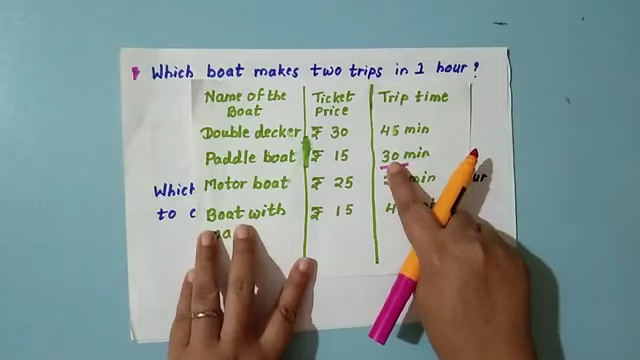 Which boat makes two trips in 1 hour?
Name of the Boat Ticket Price Trip time
Double decker ₹ 30 45 min
Paddle boat ₹ 15 30 min
Motor boat ₹ 25 min
Boat with ₹ 15
Which
to